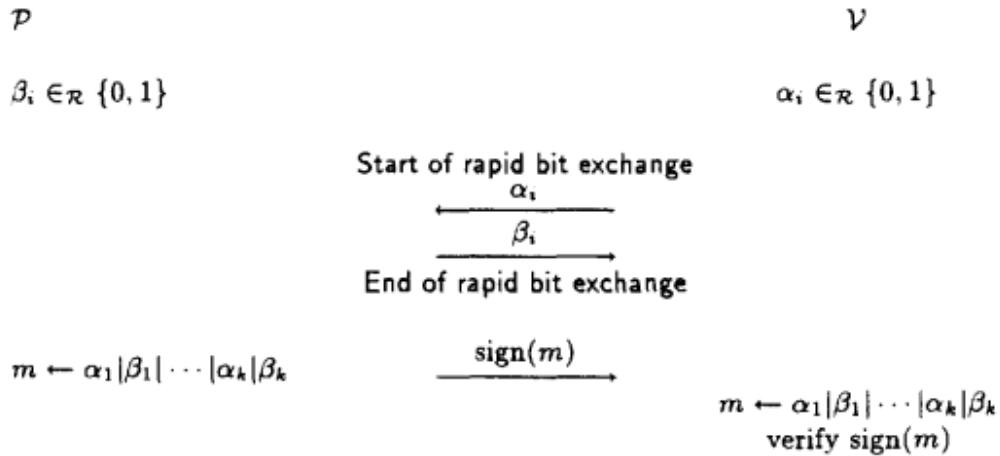 𝒫 𝒱
βᵢ ∈ℛ {0, 1} αᵢ ∈ℛ {0, 1}
Start of rapid bit exchange
αᵢ
βᵢ
End of rapid bit exchange
m ← α₁|β₁| ··· |αₖ|βₖ sign(m)
m ← α₁|β₁| ··· |αₖ|βₖ
verify sign(m)